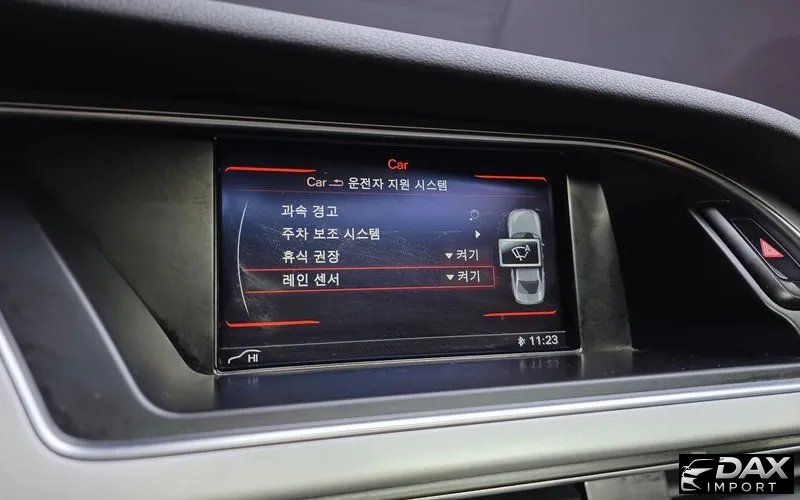 Car
Car 운전자 지원 시스템
과속 경고
주차 보조 시스템
휴식 권장 ▼켜기
레인 센서 ▼켜기
A
HI
11:23
DAX
IMPORT